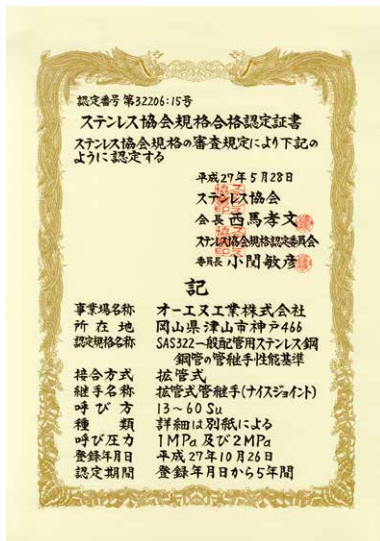 認定番号 第32206:15号
ステンレス協会規格合格認定証書
ステンレス協会規格の審査規定により下記の
ように認定する
平成27年5月28日
ステンレス協会
会長 西馬孝文
ステンレス協会規格認定委員会
委員長 小関敏彦
記
事業場名称 オーエヌ工業株式会社
所在地 岡山県津山市神戸466
認定規格名称 SAS322一般配管用ステンレス鋼
鋼管の管継手性能基準
接合方式 拡管式
継手名称 拡管式管継手(ナイスジョイント)
呼び方 13~60Su
種類 詳細は別紙による
呼び圧力 1MPa及び2MPa
登録年月日 平成27年10月26日
認定期間 登録年月日から5年間